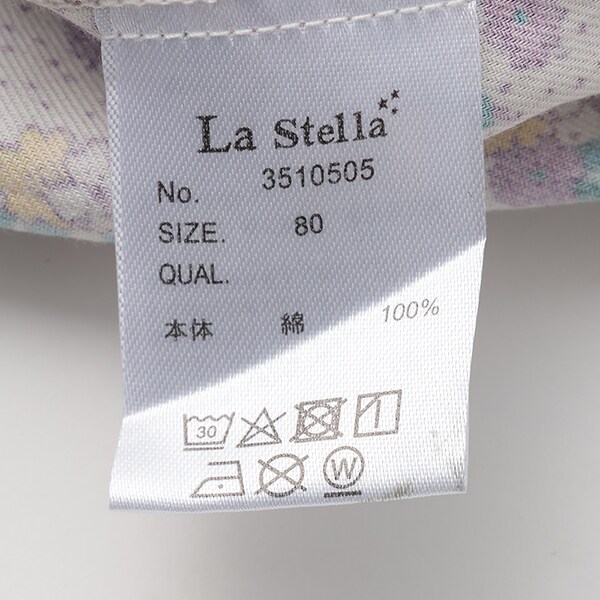 La Stella
No. 3510505
SIZE. 80
QUAL.
本体 綿 100%
30
W